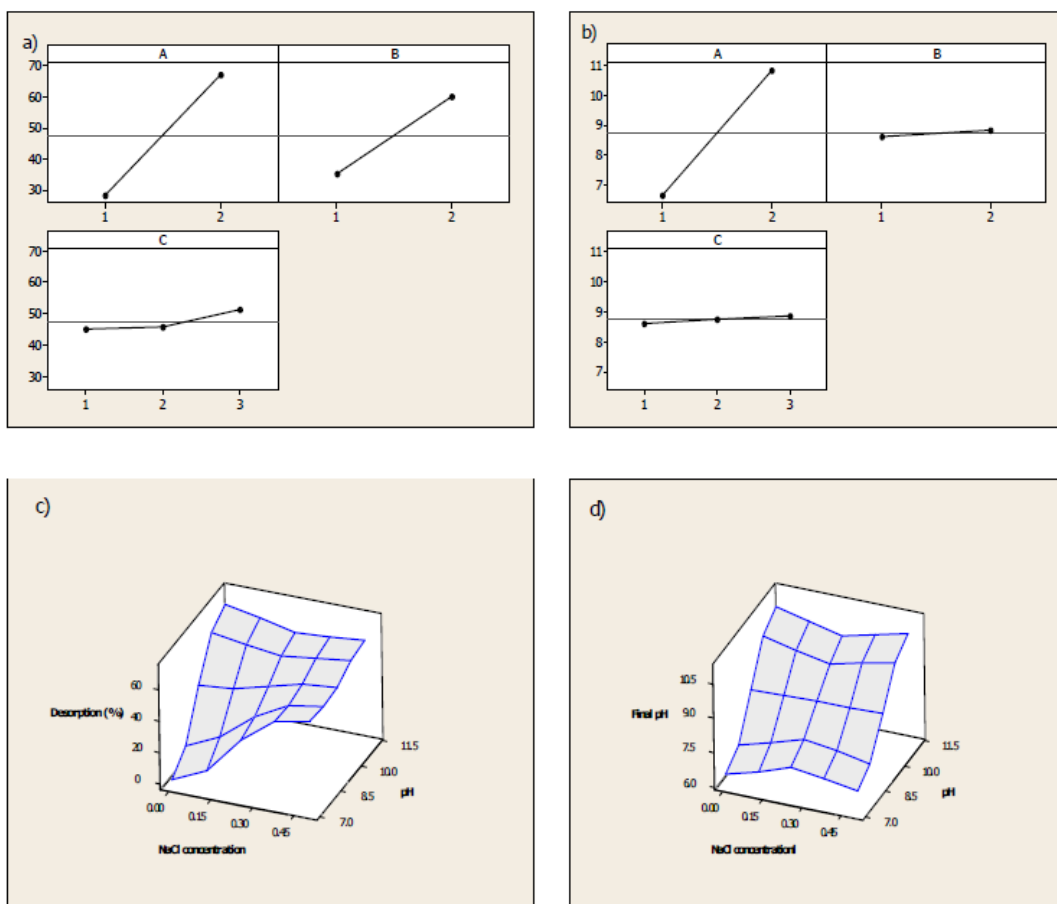 a)
A B
70
60
50
40
30
1 2 1 2
C
70
60
50
40
30
1 2 3
b)
A B
11
10
9
8
7
1 2 1 2
C
11
10
9
8
7
1 2 3
c)
60
Desorption (%)
40
20
0
0.00
0.15
0.30
0.45
NaCl concentration
11.5
10.0
pH
8.5
7.0
d)
10.5
Final pH
9.0
7.5
6.0
0.00
0.15
0.30
0.45
NaCl concentrationl
11.5
10.0
pH
8.5
7.0